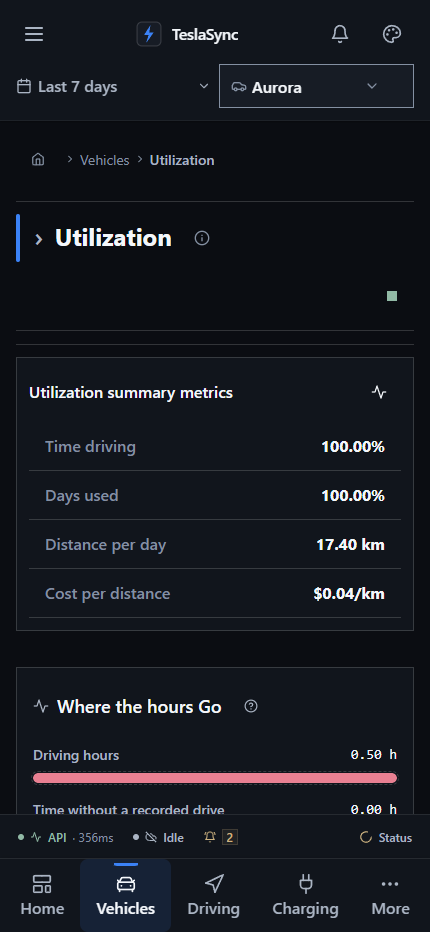 TeslaSync
Last 7 days
Aurora
Vehicles
Utilization
Utilization
Utilization summary metrics
Time driving 100.00%
Days used 100.00%
Distance per day 17.40 km
Cost per distance $0.04/km
Where the hours Go
Driving hours 0.50 h
Time without a recorded drive 0.00 h
API · 356ms Idle 2 Status
Home Vehicles Driving Charging More